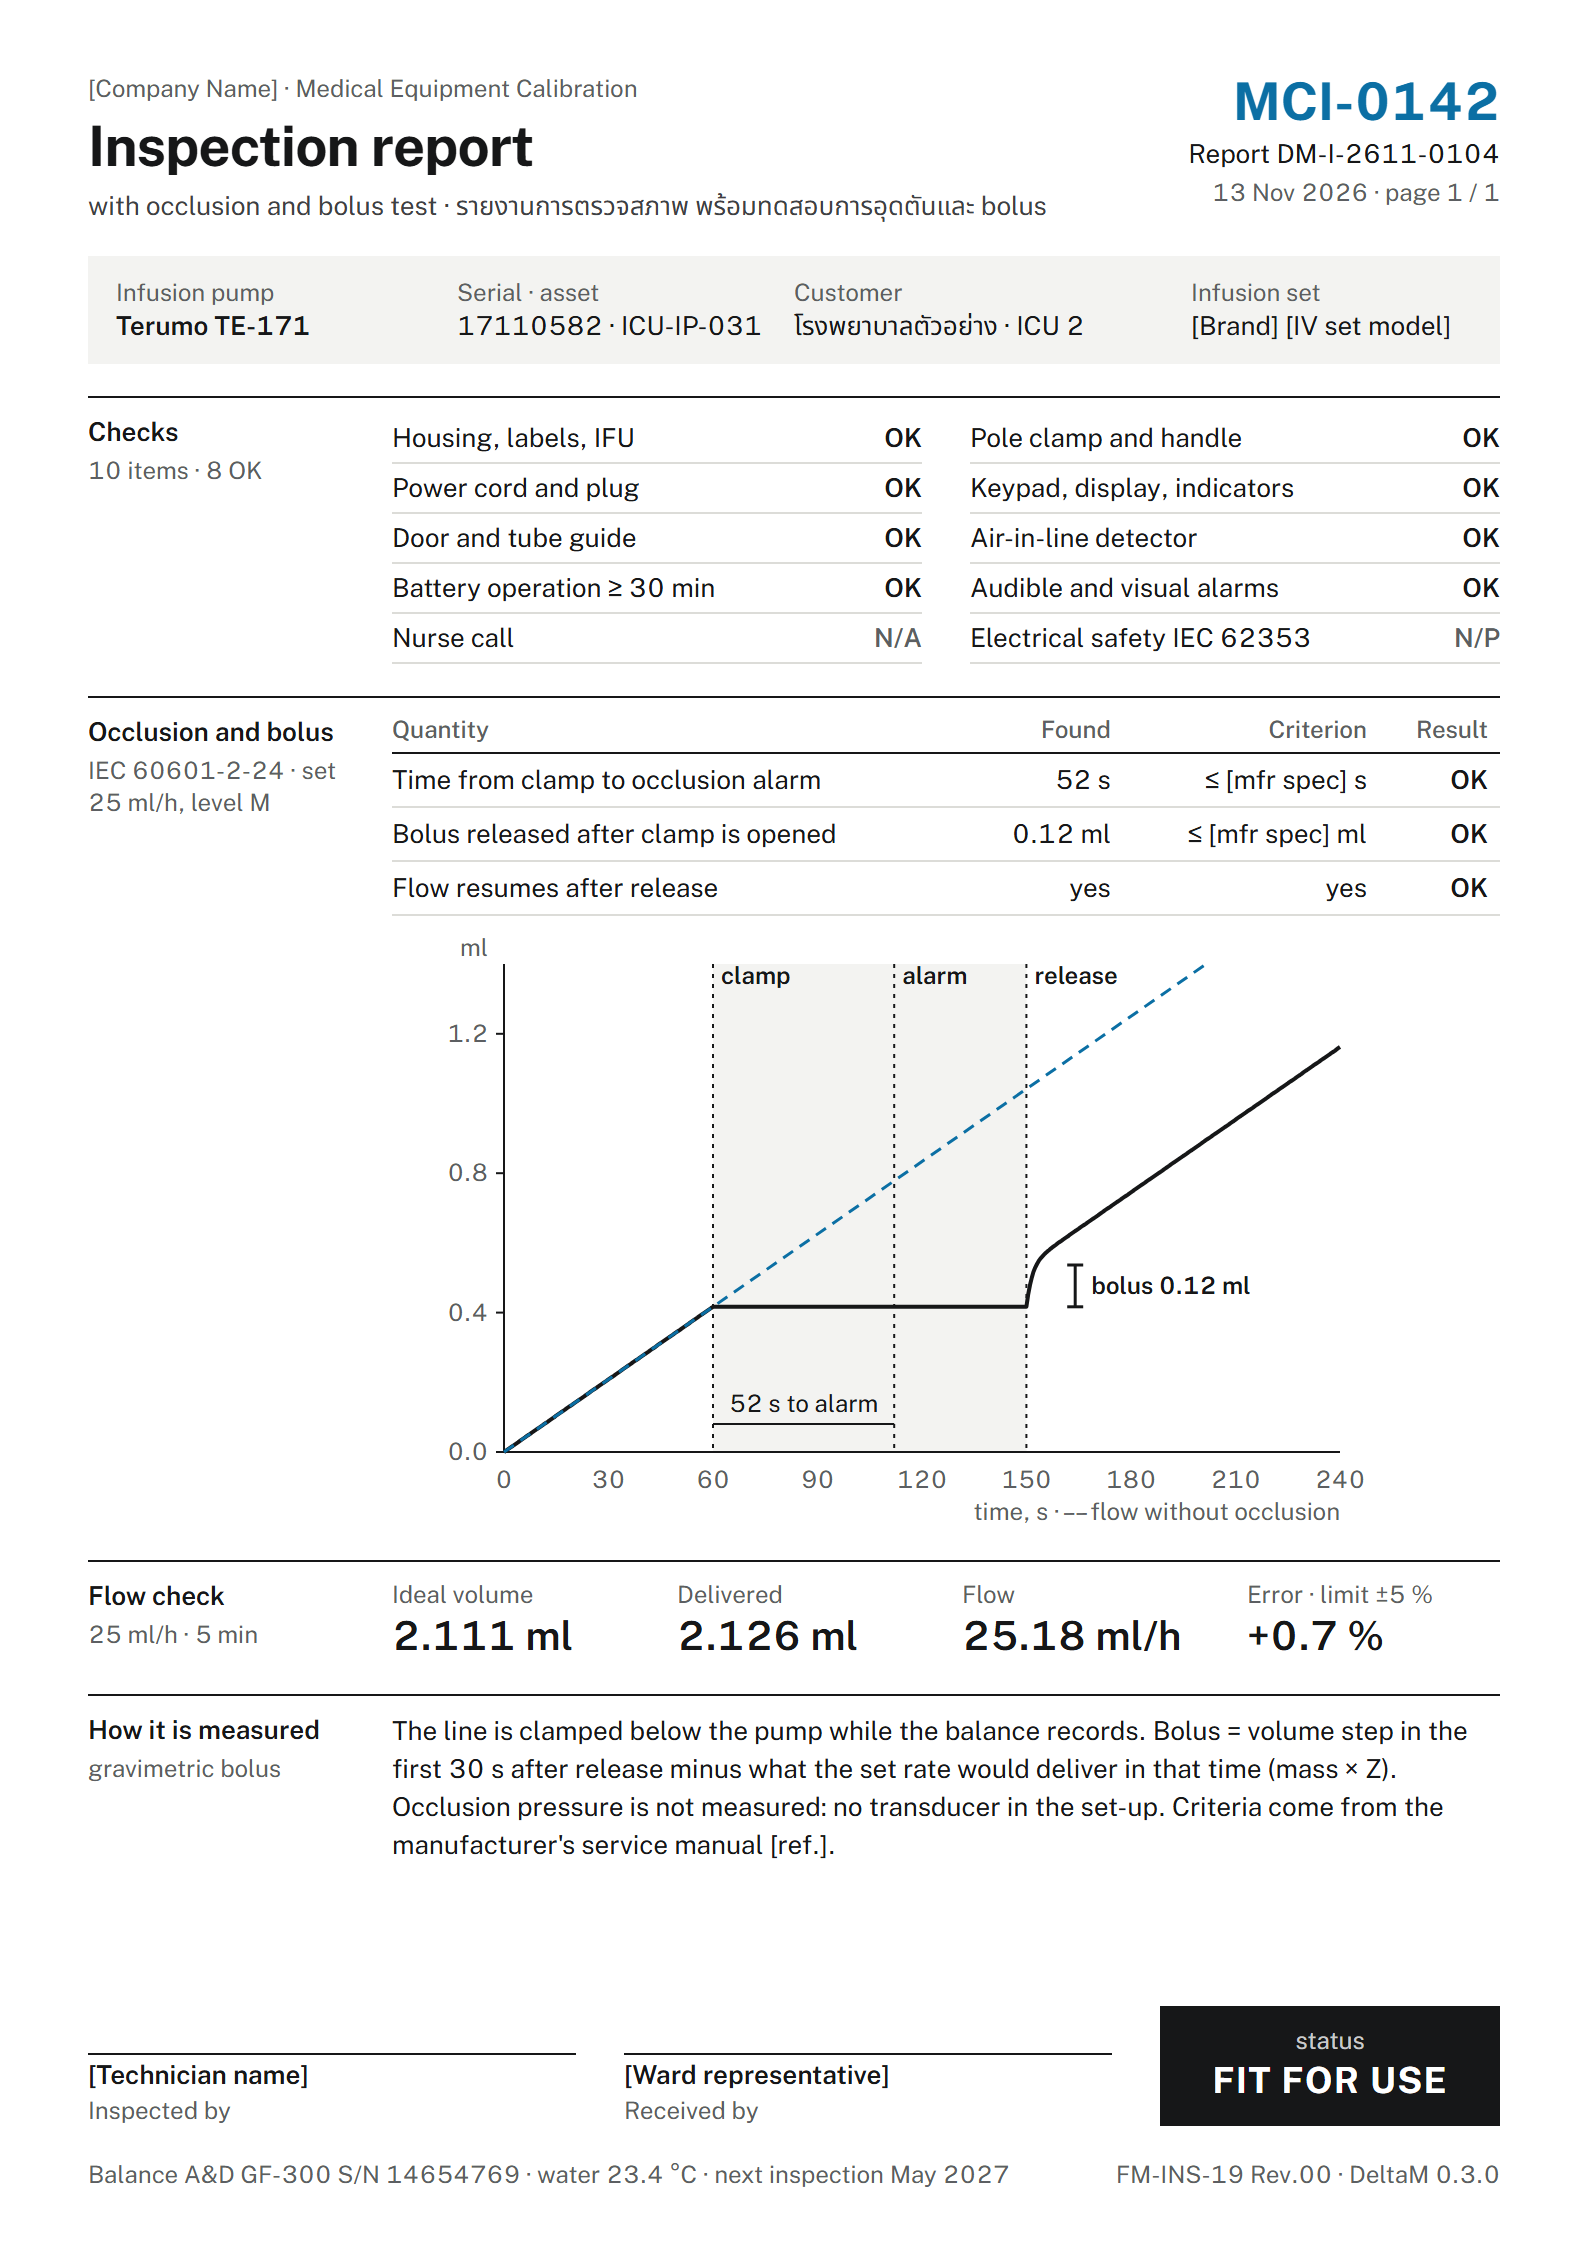 [Company Name] · Medical Equipment Calibration
Inspection report
with occlusion and bolus test · รายงานการตรวจสภาพ พร้อมทดสอบการอุดตันและ bolus
MCI-0142
Report DM-I-2611-0104
13 Nov 2026 · page 1 / 1
Infusion pump
Terumo TE-171
Serial · asset
17110582 · ICU-IP-031
Customer
โรงพยาบาลตัวอย่าง · ICU 2
Infusion set
[Brand] [IV set model]
Checks
10 items · 8 OK
Housing, labels, IFU OK
Power cord and plug OK
Door and tube guide OK
Battery operation ≥ 30 min OK
Nurse call N/A
Pole clamp and handle OK
Keypad, display, indicators OK
Air-in-line detector OK
Audible and visual alarms OK
Electrical safety IEC 62353 N/P
Occlusion and bolus
IEC 60601-2-24 · set
25 ml/h, level M
Quantity Found Criterion Result
Time from clamp to occlusion alarm 52 s ≤ [mfr spec] s OK
Bolus released after clamp is opened 0.12 ml ≤ [mfr spec] ml OK
Flow resumes after release yes yes OK
ml
clamp alarm release
1.2
0.8
0.4
0.0
bolus 0.12 ml
52 s to alarm
0 30 60 90 120 150 180 210 240
time, s · -- flow without occlusion
Flow check
25 ml/h · 5 min
Ideal volume
2.111 ml
Delivered
2.126 ml
Flow
25.18 ml/h
Error · limit ±5 %
+0.7 %
How it is measured
gravimetric bolus
The line is clamped below the pump while the balance records. Bolus = volume step in the
first 30 s after release minus what the set rate would deliver in that time (mass × Z).
Occlusion pressure is not measured: no transducer in the set-up. Criteria come from the
manufacturer's service manual [ref.].
[Technician name]
Inspected by
[Ward representative]
Received by
status
FIT FOR USE
Balance A&D GF-300 S/N 14654769 · water 23.4 °C · next inspection May 2027
FM-INS-19 Rev.00 · DeltaM 0.3.0